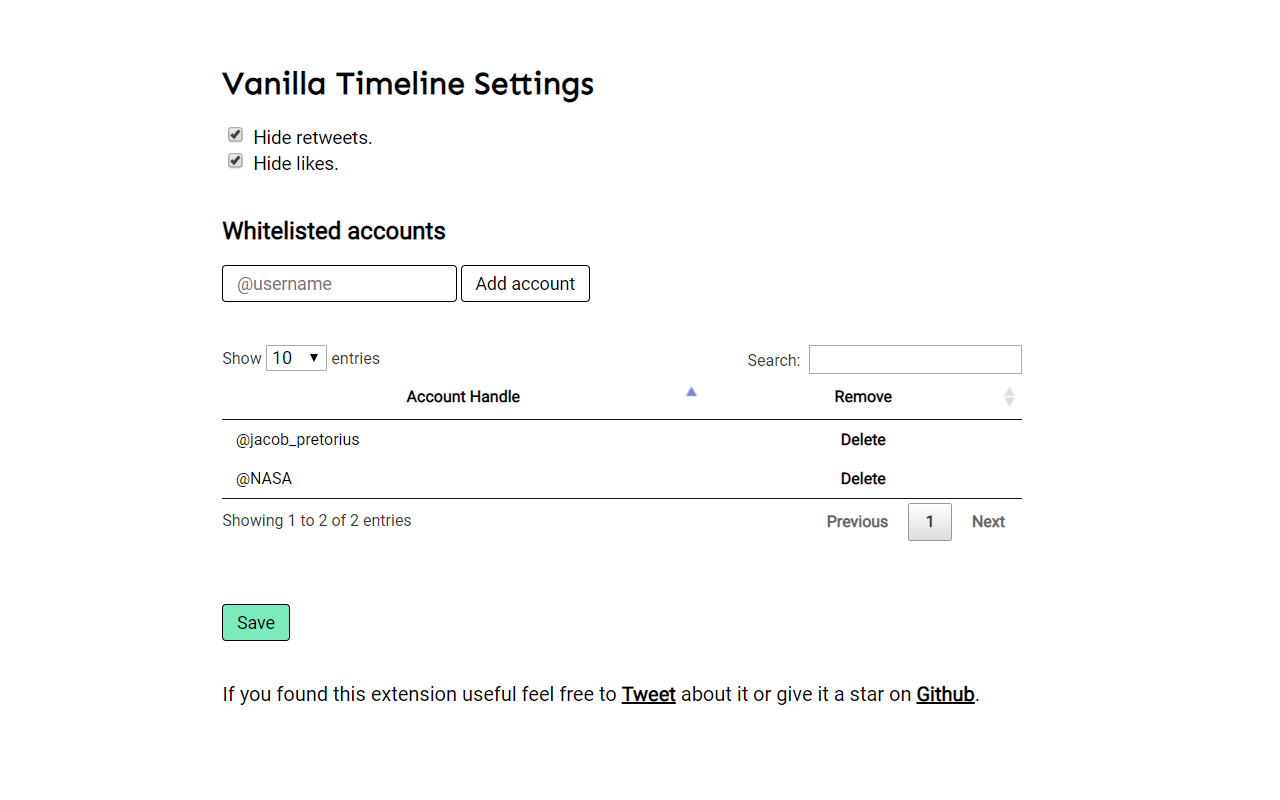 Vanilla Timeline Settings
Hide retweets.
Hide likes.
Whitelisted accounts
@username Add account
Show 10 entries Search:
Account Handle Remove
@jacob_pretorius Delete
@NASA Delete
Showing 1 to 2 of 2 entries Previous 1 Next
Save
If you found this extension useful feel free to Tweet about it or give it a star on Github.